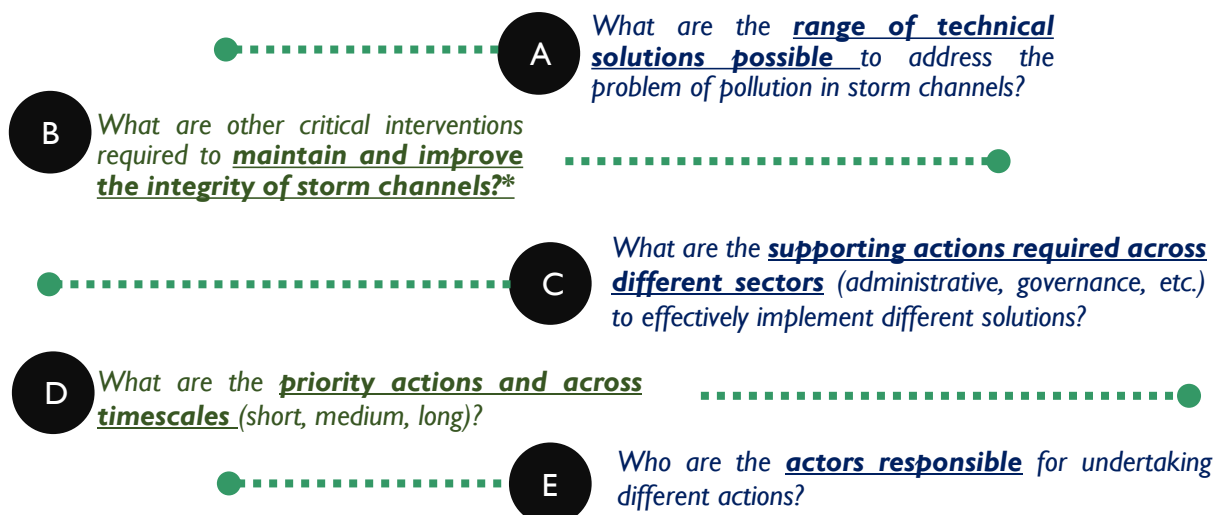 A
What are the range of technical
solutions possible to address the
problem of pollution in storm channels?
B
What are other critical interventions
required to maintain and improve
the integrity of storm channels?*
C
What are the supporting actions required across
different sectors (administrative, governance, etc.)
to effectively implement different solutions?
D
What are the priority actions and across
timescales (short, medium, long)?
E
Who are the actors responsible for undertaking
different actions?